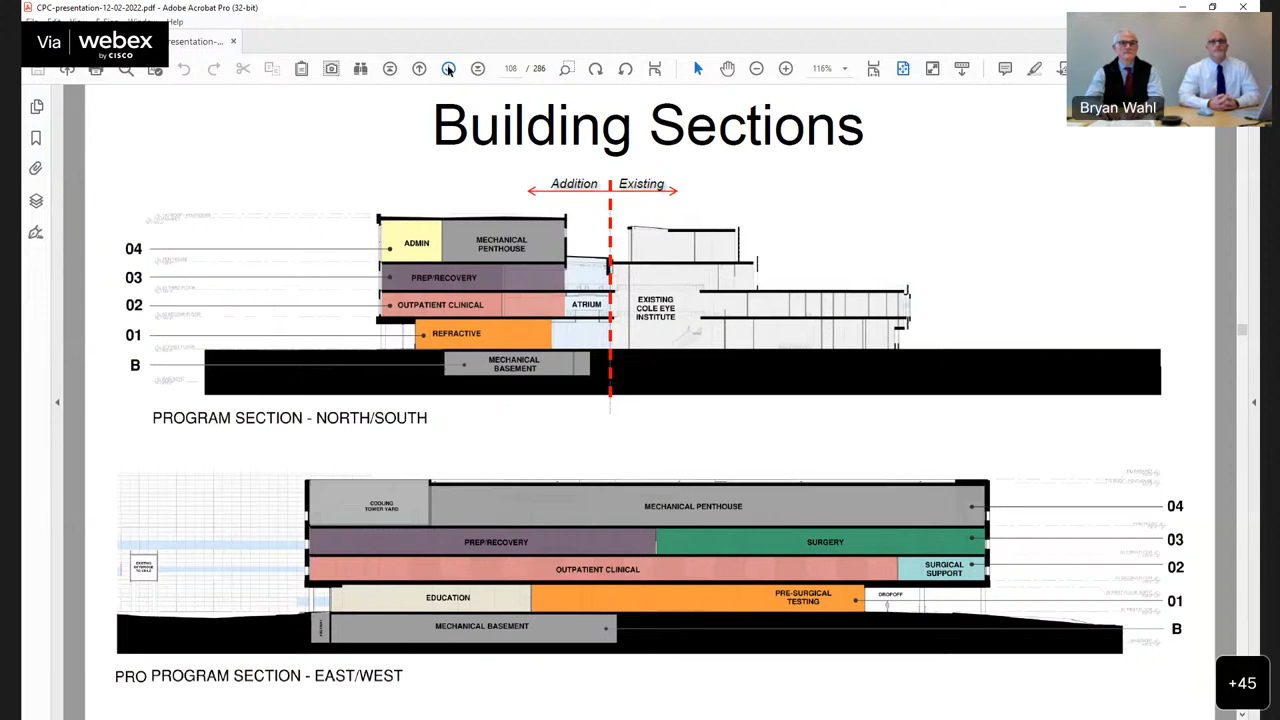 CPC-presentation-12-02-2022.pdf - Adobe Acrobat Pro (32-bit)
Window Help
Via webex
by CISCO
resentation-...
108 / 286
116%
Bryan Wahl
Building Sections
Addition Existing
04
ADMIN
MECHANICAL
PENTHOUSE
03
PREP/RECOVERY
02
OUTPATIENT CLINICAL
ATRIUM
EXISTING
COLE EYE
INSTITUTE
01
REFRACTIVE
B
MECHANICAL
BASEMENT
PROGRAM SECTION - NORTH/SOUTH
COOLING
TOWER YARD
MECHANICAL PENTHOUSE
04
PREP/RECOVERY
SURGERY
03
OUTPATIENT CLINICAL
SURGICAL
SUPPORT
02
EDUCATION
PRE-SURGICAL
TESTING
DROPOFF
01
MECHANICAL BASEMENT
B
PRO PROGRAM SECTION - EAST/WEST
+45